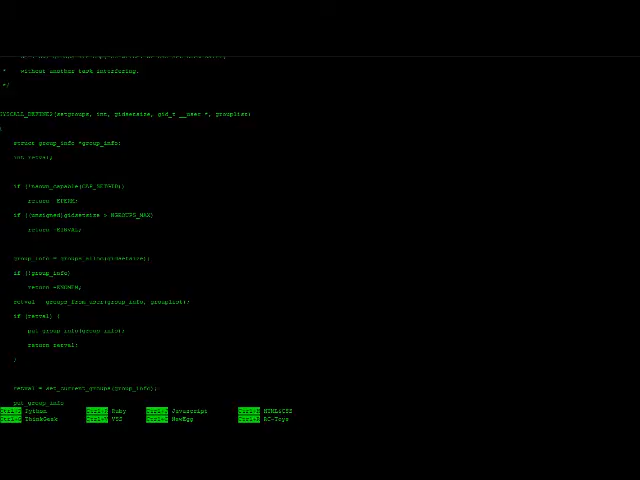 *    without another task interfering.
*/
SYSCALL_DEFINE2(setgroups, int, gidsetsize, gid_t __user *, grouplist)
{
struct group_info *group_info;
int retval;
if (!nsown_capable(CAP_SETGID))
return -EPERM;
if ((unsigned)gidsetsize > NGROUPS_MAX)
return -EINVAL;
group_info = groups_alloc(gidsetsize);
if (!group_info)
return -ENOMEM;
retval = groups_from_user(group_info, grouplist);
if (retval) {
put_group_info(group_info);
return retval;
}
retval = set_current_groups(group_info);
put_group_info
Python Ruby Javascript HTML&CSS
ThinkGeek VS5 NewEgg RC-Toys